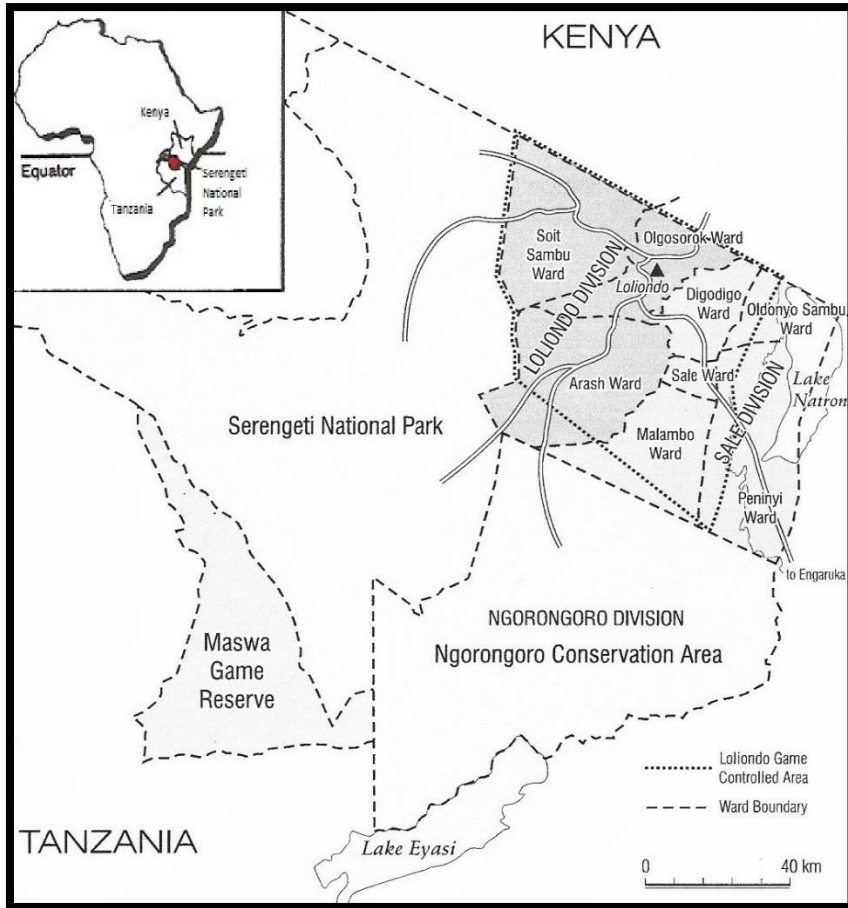 KENYA
Kenya
Equator
Serengeti
National
Park
Tanzania
Soit
Sambu
Ward
Olgosorok Ward
Loliondo
LOLIONDO DIVISION
Digodigo
Ward
Oldonyo Sambu
Ward
Lake
Natron
Arash Ward
Sale Ward
SALE DIVISION
Serengeti National Park
Malambo
Ward
Peninyi
Ward
to Engaruka
NGORONGORO DIVISION
Ngorongoro Conservation Area
Maswa
Game
Reserve
Loliondo Game
Controlled Area
Ward Boundary
TANZANIA
Lake Eyasi
0 40 km